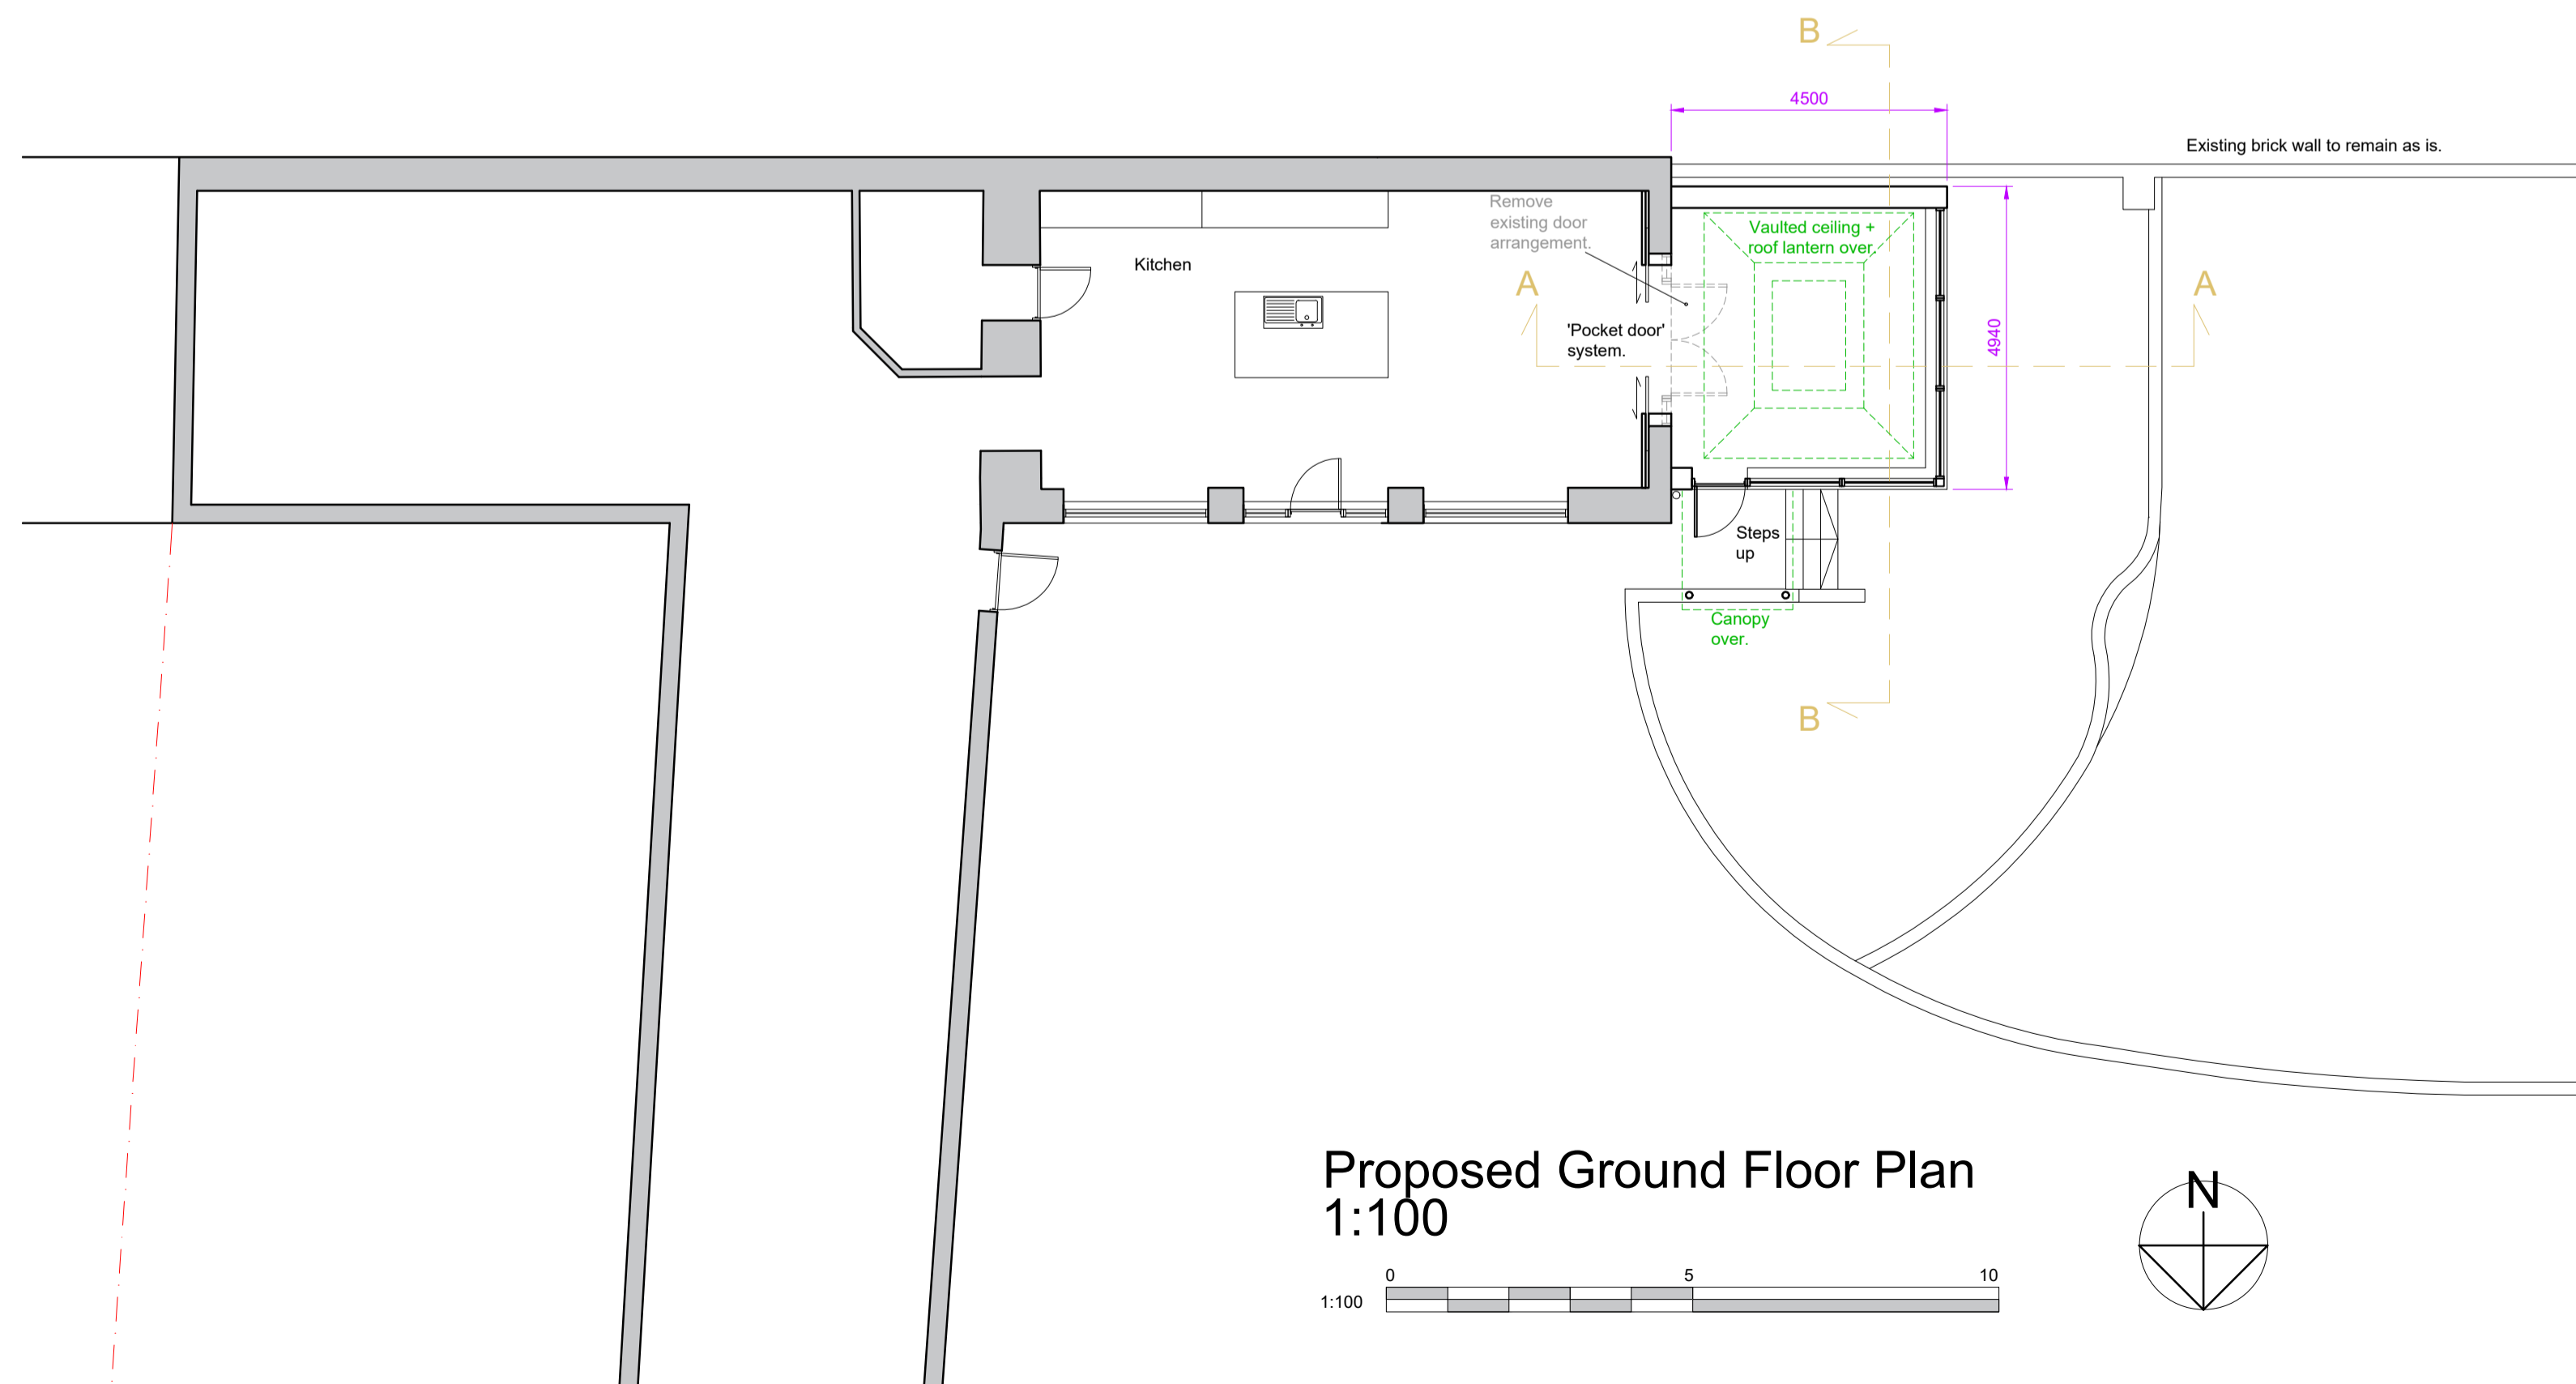 B
4500
Existing brick wall to remain as is.
Remove
existing door
arrangement.
Vaulted ceiling +
roof lantern over.
Kitchen
A
A
'Pocket door'
system.
4940
Steps
up
Canopy
over.
B
Proposed Ground Floor Plan
1:100
N
0 5 10
1:100